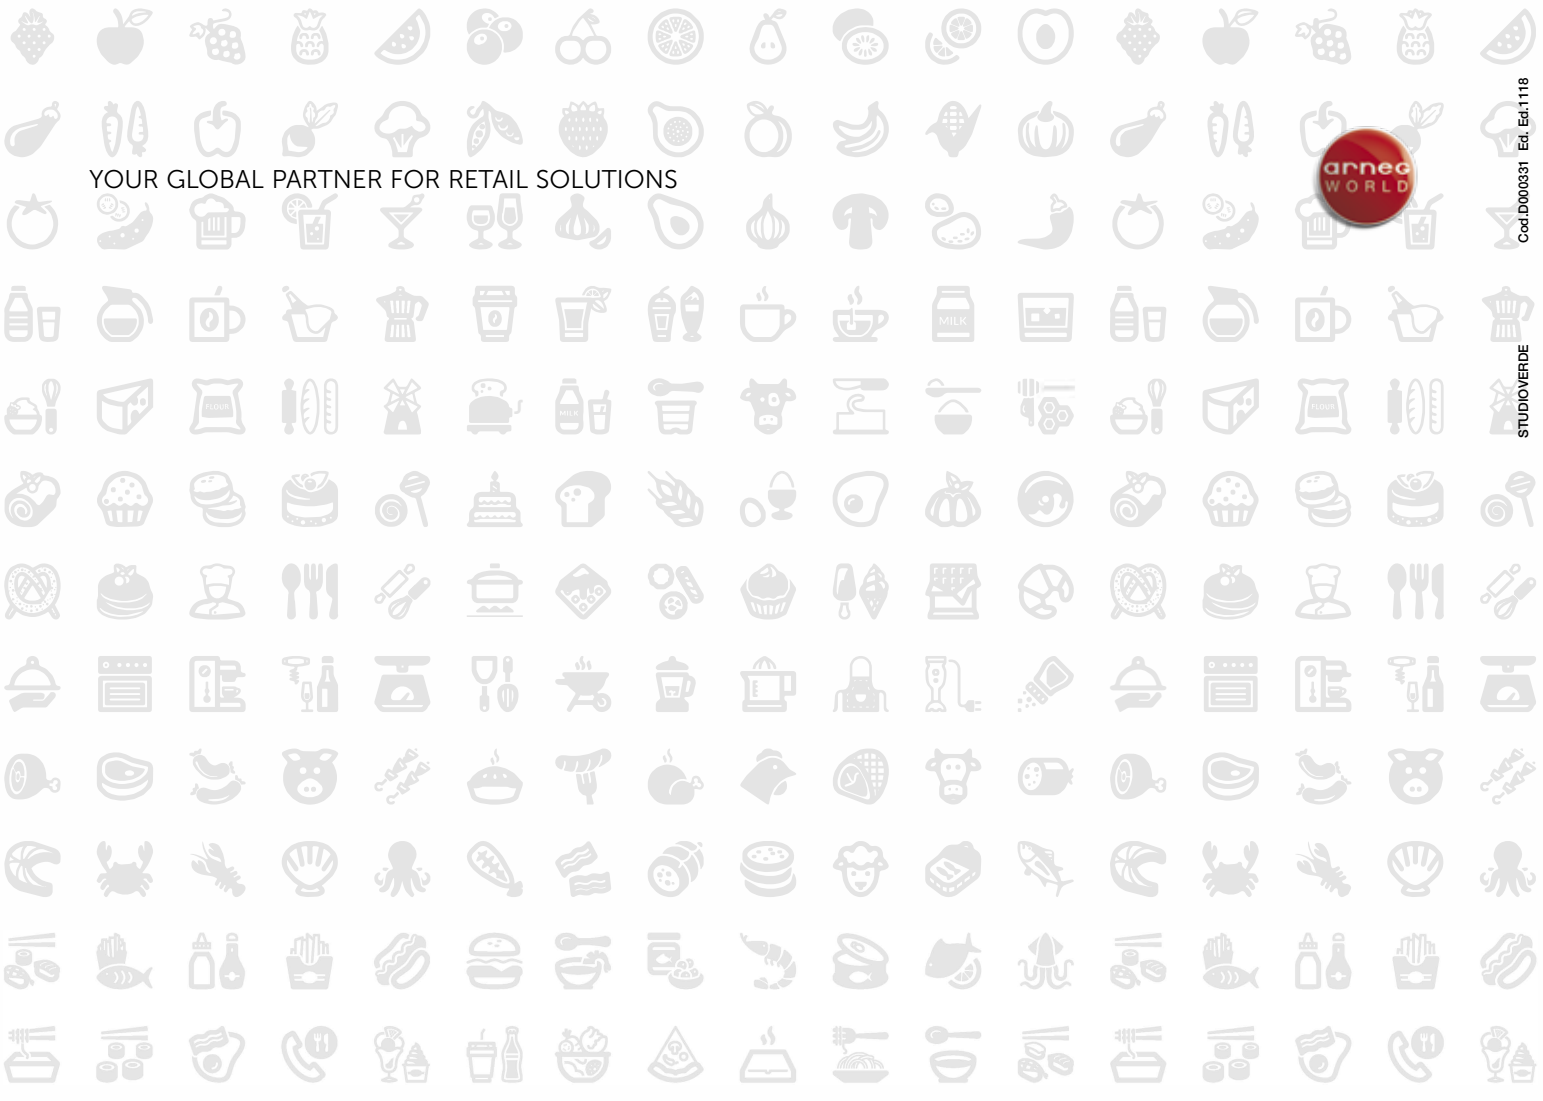 YOUR GLOBAL PARTNER FOR RETAIL SOLUTIONS
arneg
WORLD
Cod.D000331 Ed. Ed.1118
STUDIOVERDE
MILK
FLOUR
MILK
FLOUR